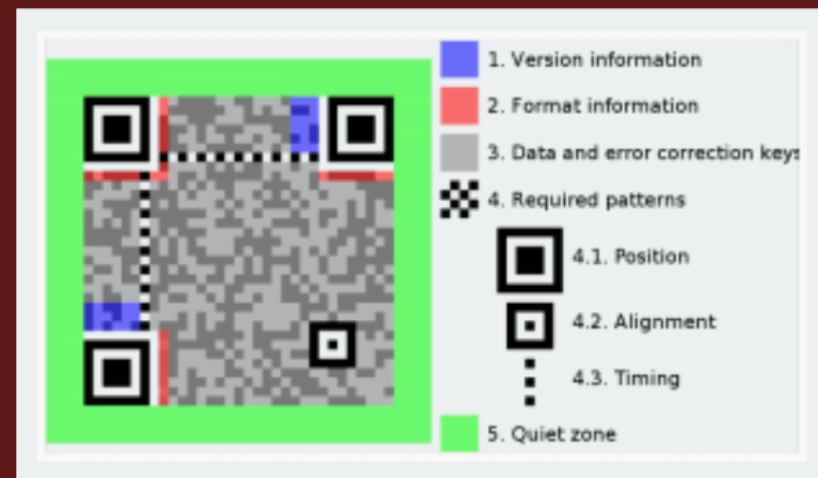 1. Version information
2. Format information
3. Data and error correction keys
4. Required patterns
4.1. Position
4.2. Alignment
4.3. Timing
5. Quiet zone